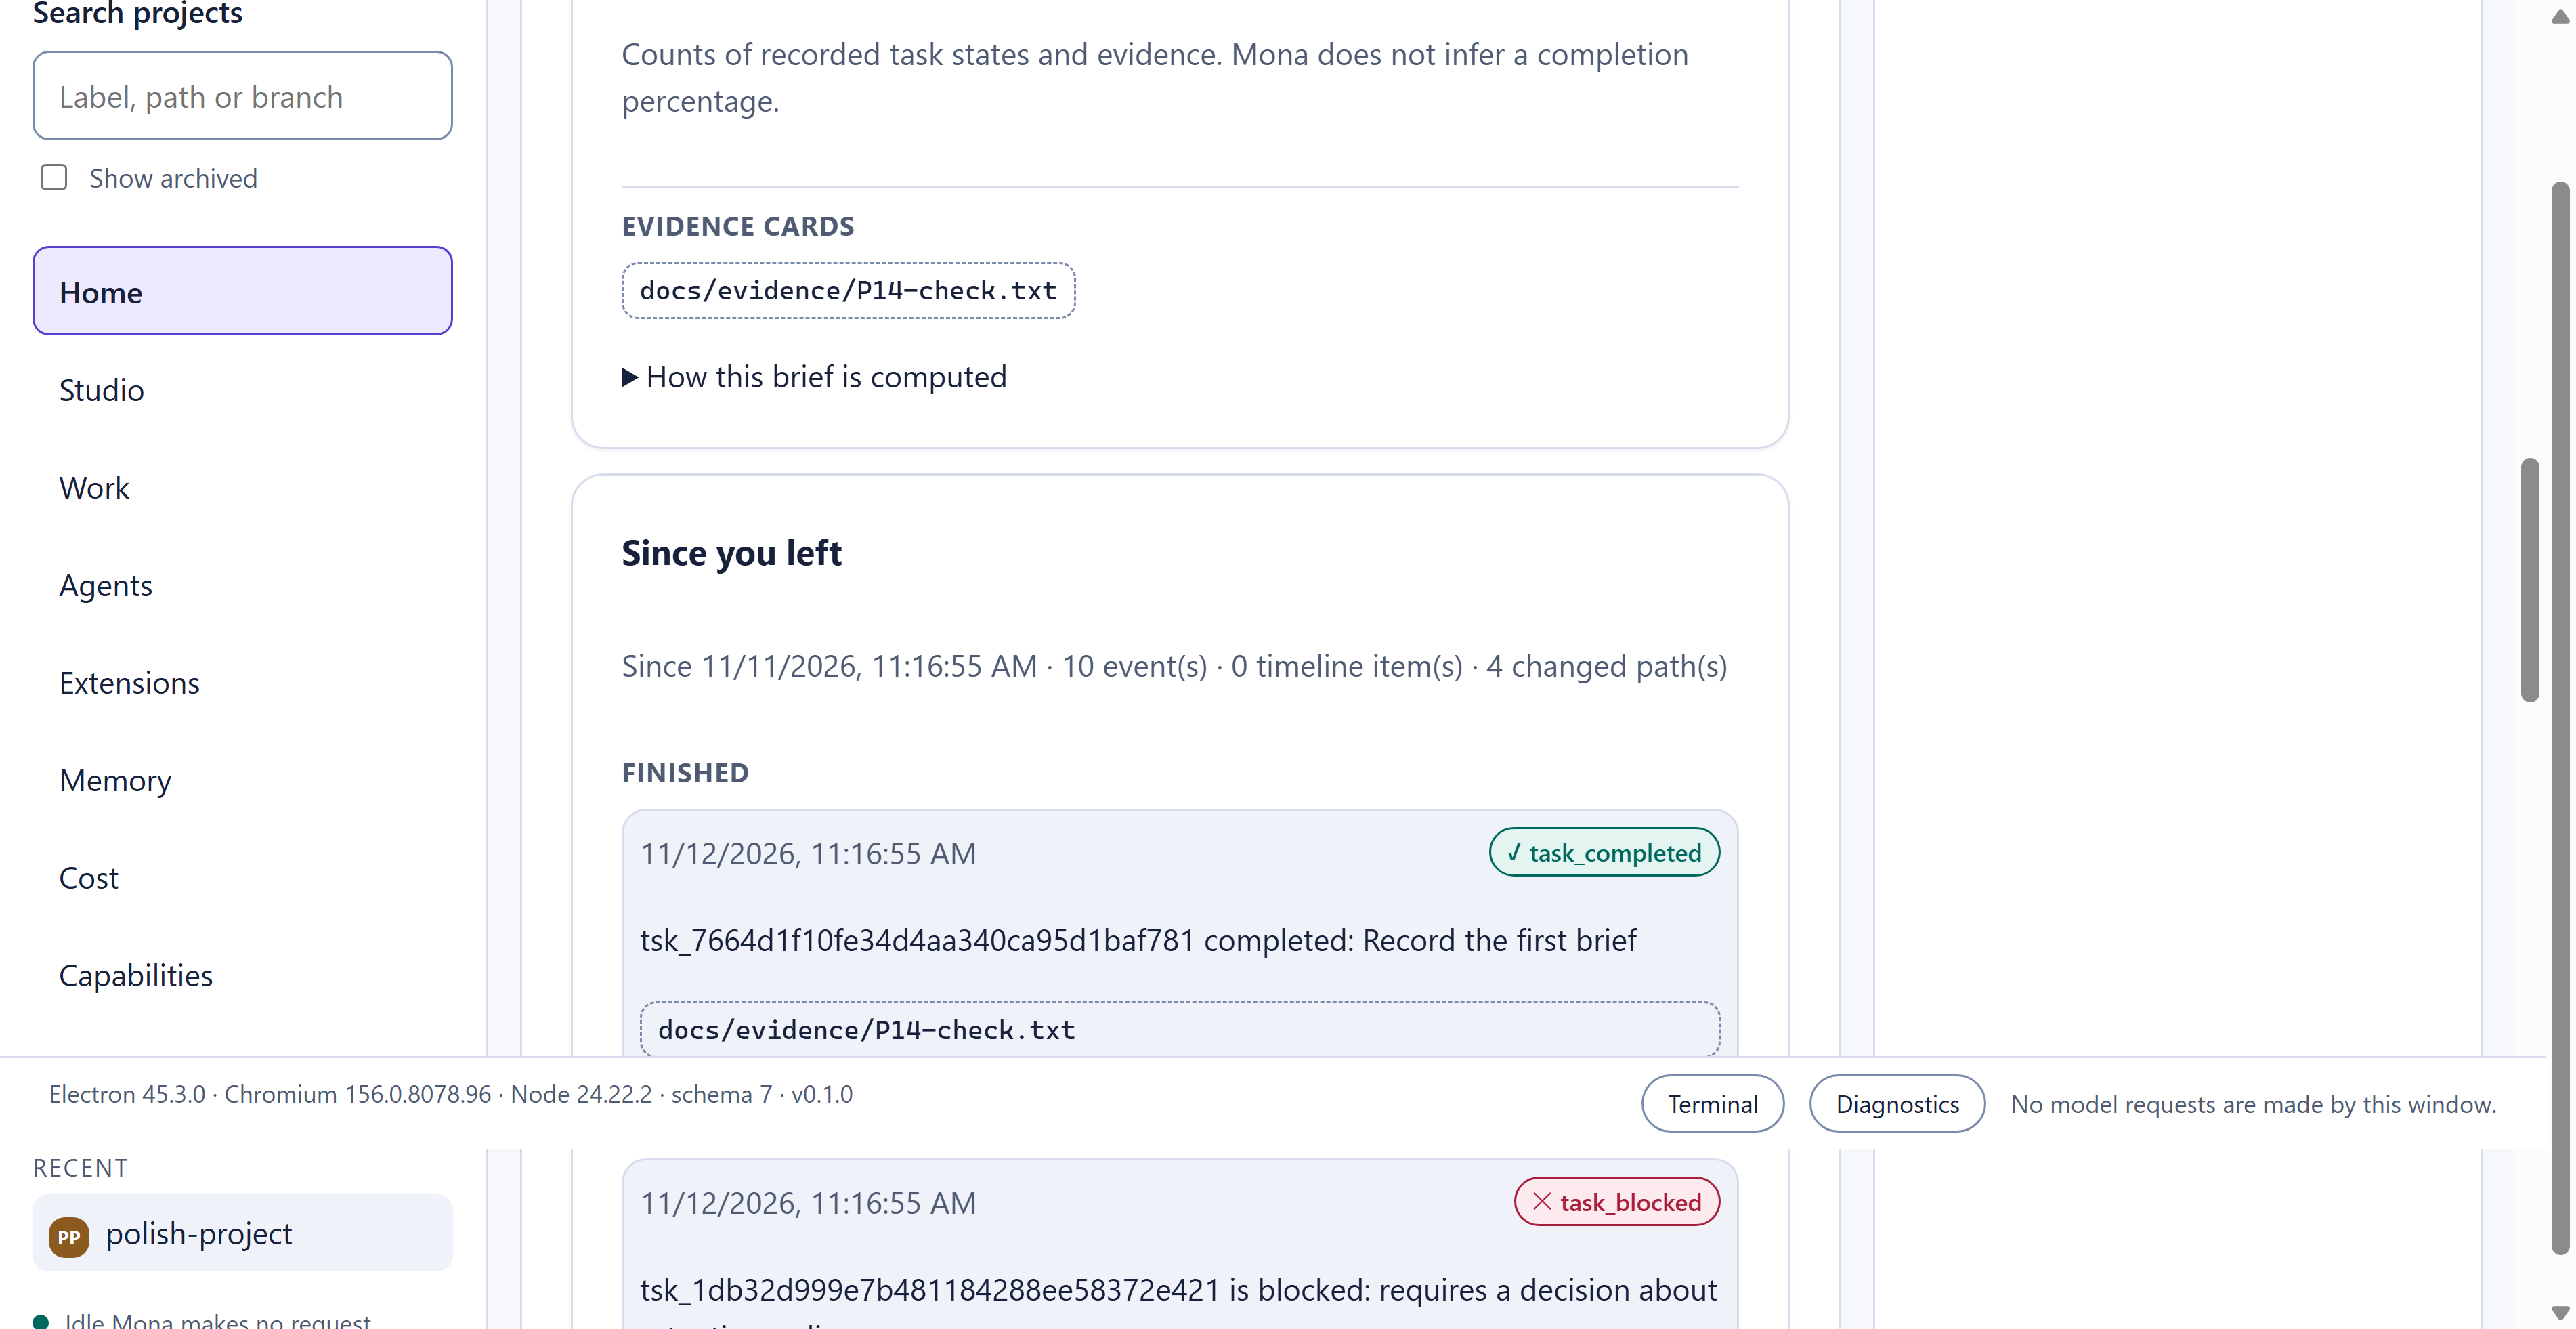 Search projects
Label, path or branch
Show archived
Home
Studio
Work
Agents
Extensions
Memory
Cost
Capabilities
Counts of recorded task states and evidence. Mona does not infer a completion
percentage.
EVIDENCE CARDS
docs/evidence/P14-check.txt
▶ How this brief is computed
Since you left
Since 11/11/2026, 11:16:55 AM · 10 event(s) · 0 timeline item(s) · 4 changed path(s)
FINISHED
11/12/2026, 11:16:55 AM
✓ task_completed
tsk_7664d1f10fe34d4aa340ca95d1baf781 completed: Record the first brief
docs/evidence/P14-check.txt
Electron 45.3.0 · Chromium 156.0.8078.96 · Node 24.22.2 · schema 7 · v0.1.0
Terminal
Diagnostics
No model requests are made by this window.
RECENT
PP polish-project
Idle Mona makes no request
11/12/2026, 11:16:55 AM
✕ task_blocked
tsk_1db32d999e7b481184288ee58372e421 is blocked: requires a decision about